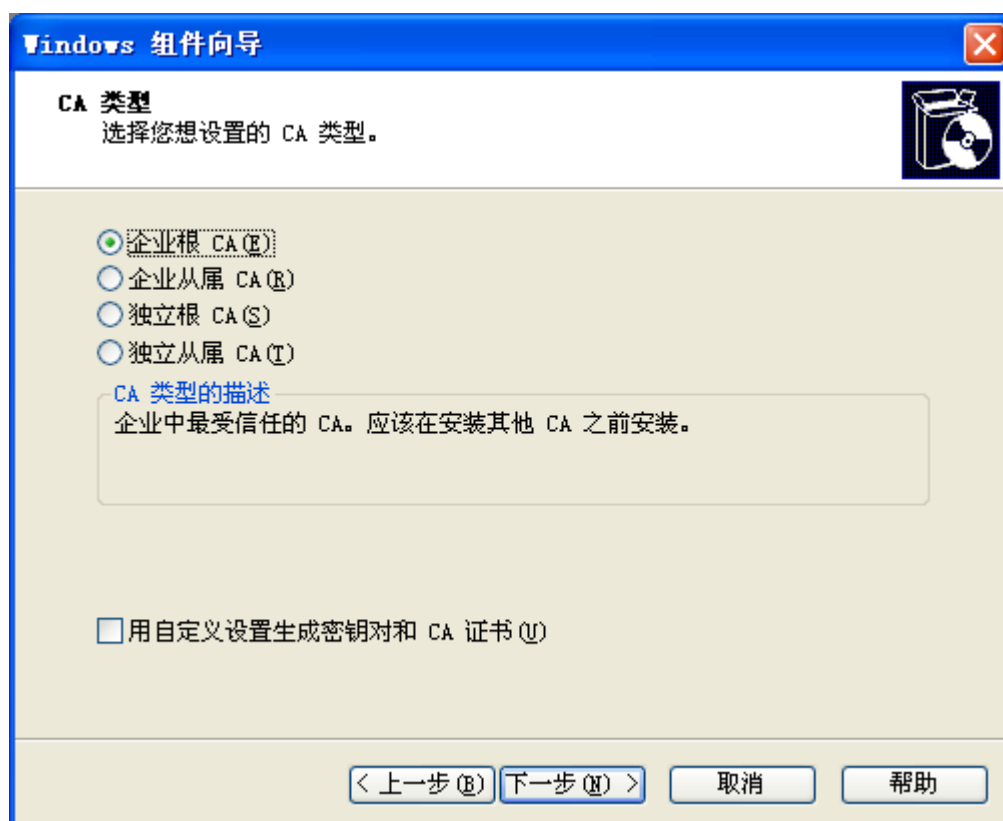 Windows 组件向导
CA 类型
选择您想设置的 CA 类型。
企业根 CA(E)
企业从属 CA(R)
独立根 CA(S)
独立从属 CA(T)
CA 类型的描述
企业中最受信任的 CA。应该在安装其他 CA 之前安装。
用自定义设置生成密钥对和 CA 证书(U)
< 上一步(B) 下一步(N) > 取消 帮助